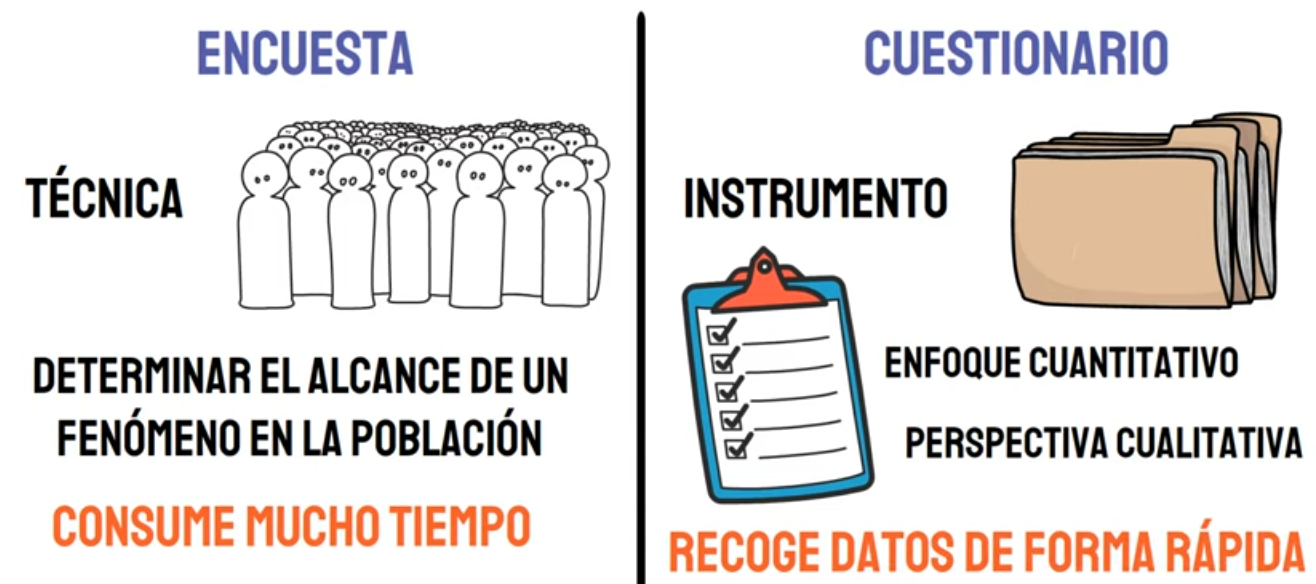 ENCUESTA
TÉCNICA
DETERMINAR EL ALCANCE DE UN
FENÓMENO EN LA POBLACIÓN
CONSUME MUCHO TIEMPO
CUESTIONARIO
INSTRUMENTO
ENFOQUE CUANTITATIVO
PERSPECTIVA CUALITATIVA
RECOGE DATOS DE FORMA RÁPIDA